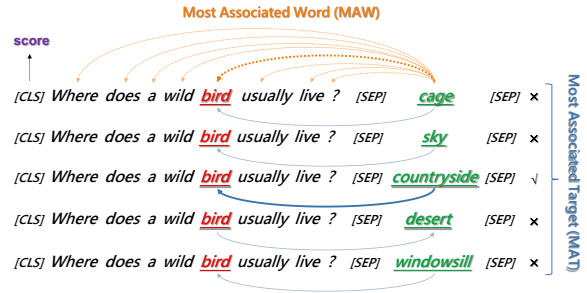 Most Associated Word (MAW)
score
[CLS] Where does a wild bird usually live ? [SEP] cage [SEP] ×
[CLS] Where does a wild bird usually live ? [SEP] sky [SEP] ×
[CLS] Where does a wild bird usually live ? [SEP] countryside [SEP] √
[CLS] Where does a wild bird usually live ? [SEP] desert [SEP] ×
[CLS] Where does a wild bird usually live ? [SEP] windowsill [SEP] ×
Most Associated Target (MAT)